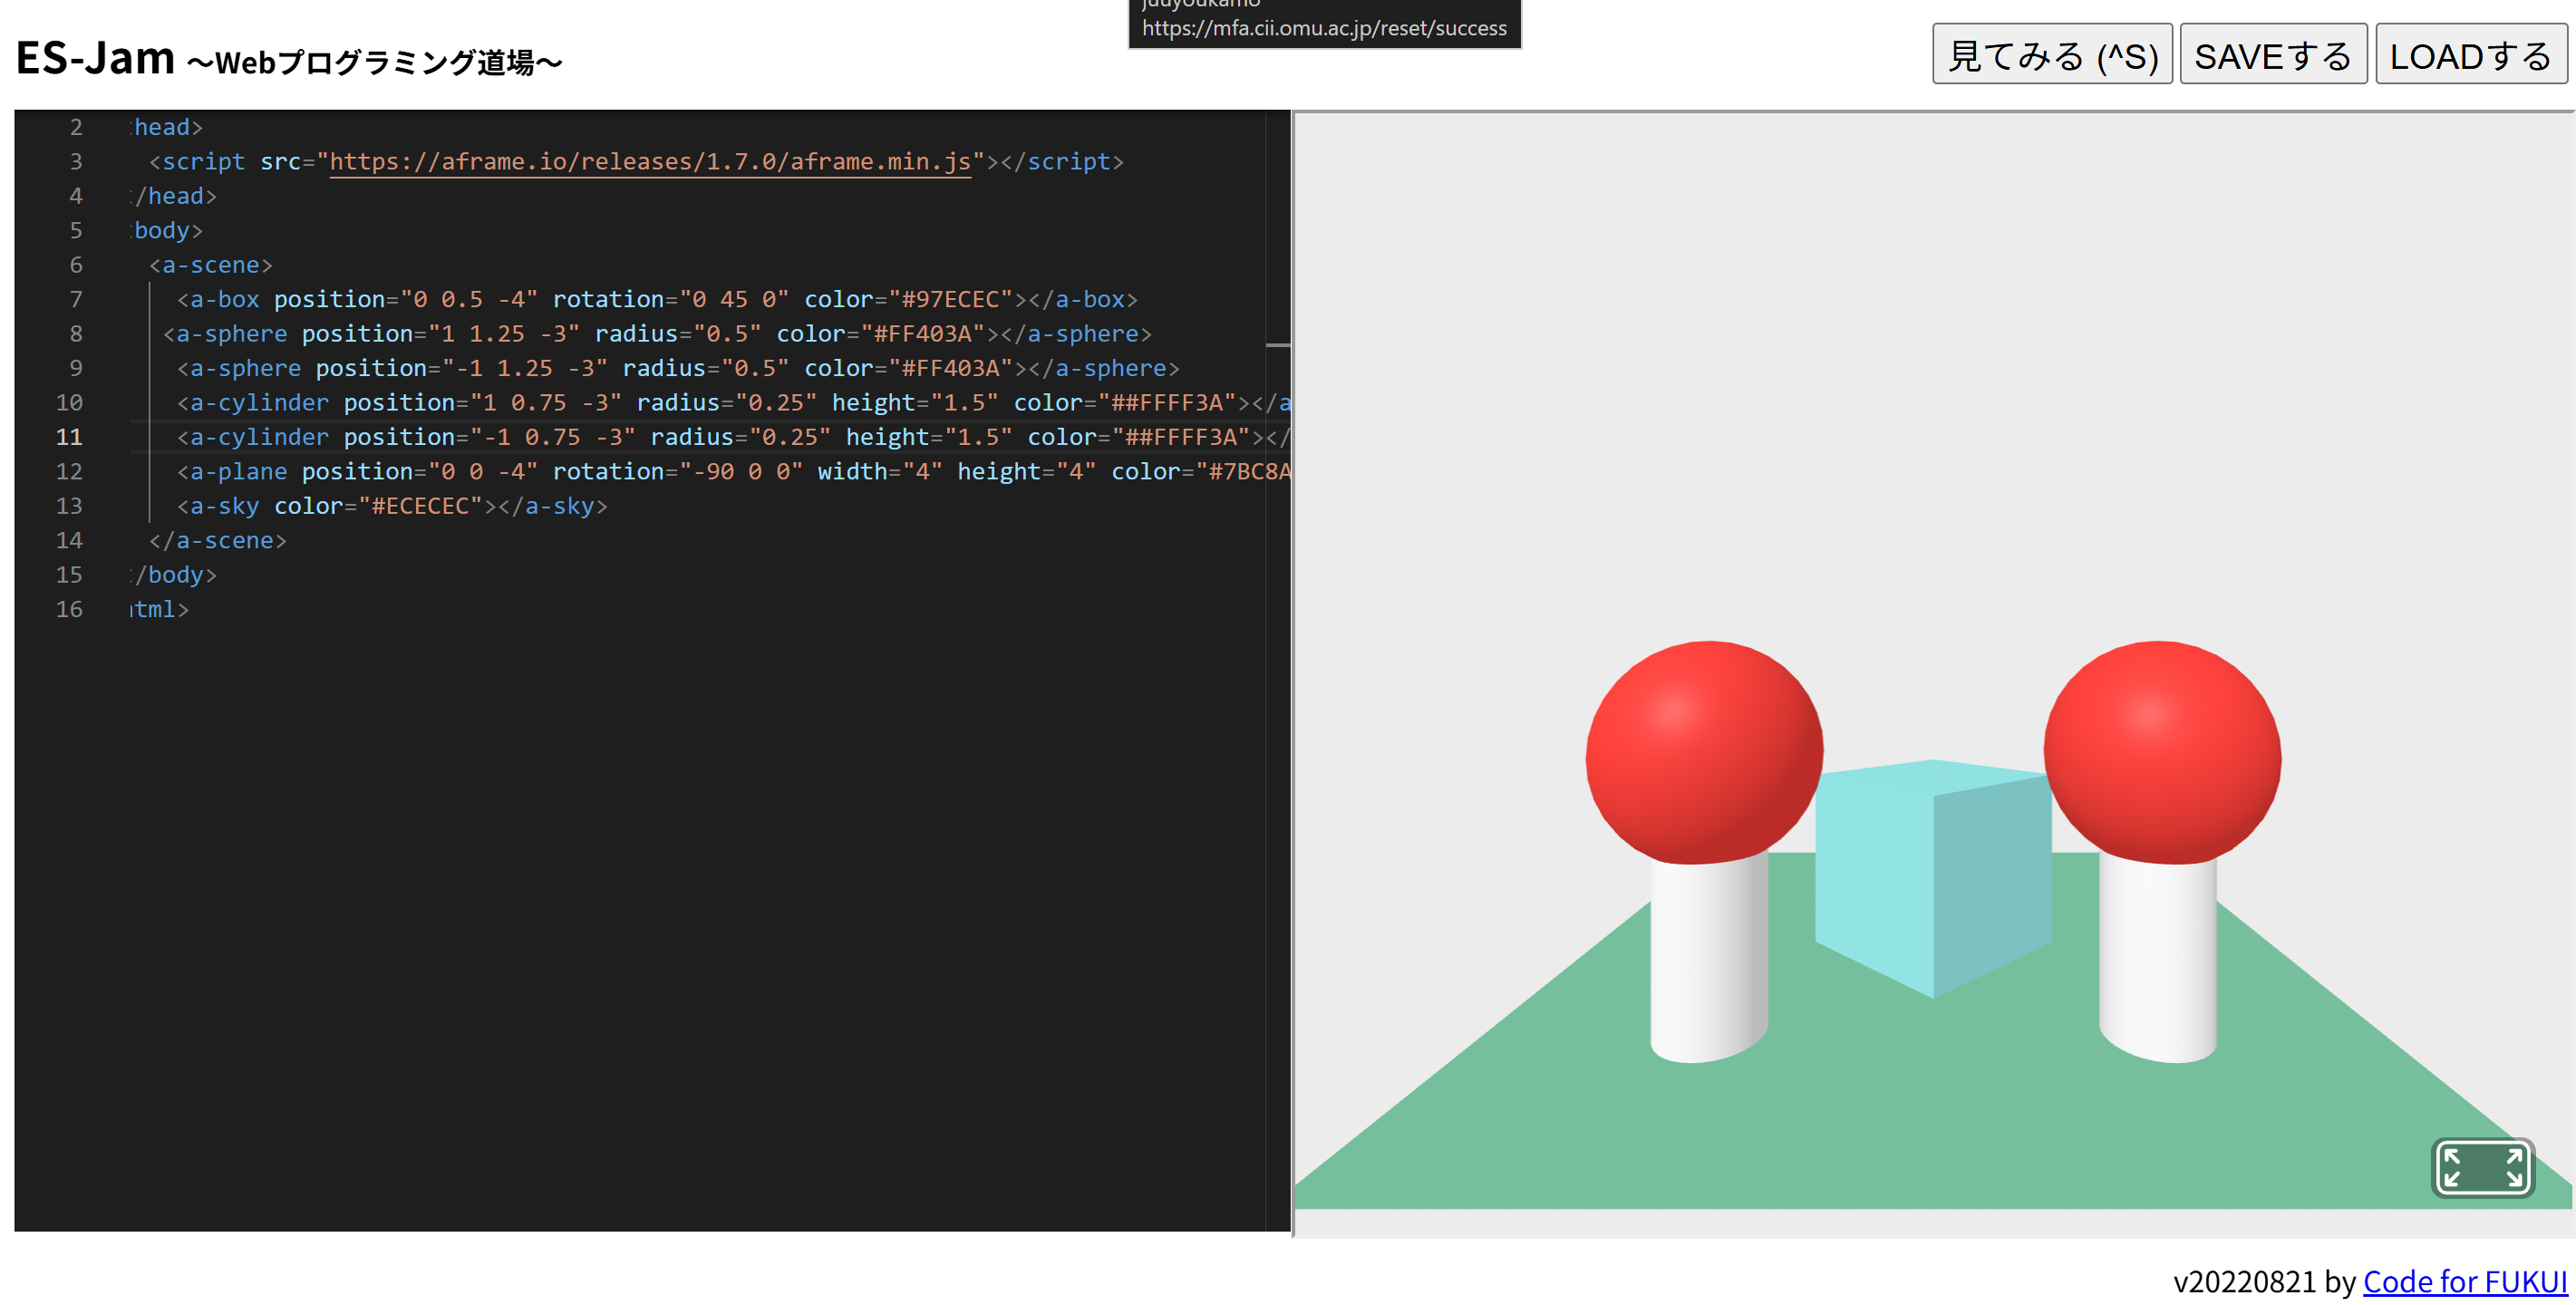 juuyoukamo
https://mfa.cii.omu.ac.jp/reset/success
ES-Jam ～Webプログラミング道場～
見てみる (^S) SAVEする LOADする
2 head>
3 <script src="https://aframe.io/releases/1.7.0/aframe.min.js"></script>
4 /head>
5 body>
6 <a-scene>
7 <a-box position="0 0.5 -4" rotation="0 45 0" color="#97ECEC"></a-box>
8 <a-sphere position="1 1.25 -3" radius="0.5" color="#FF403A"></a-sphere>
9 <a-sphere position="-1 1.25 -3" radius="0.5" color="#FF403A"></a-sphere>
10 <a-cylinder position="1 0.75 -3" radius="0.25" height="1.5" color="##FFFF3A"></a
11 <a-cylinder position="-1 0.75 -3" radius="0.25" height="1.5" color="##FFFF3A"></
12 <a-plane position="0 0 -4" rotation="-90 0 0" width="4" height="4" color="#7BC8A
13 <a-sky color="#ECECEC"></a-sky>
14 </a-scene>
15 /body>
16 tml>
v20220821 by Code for FUKUI